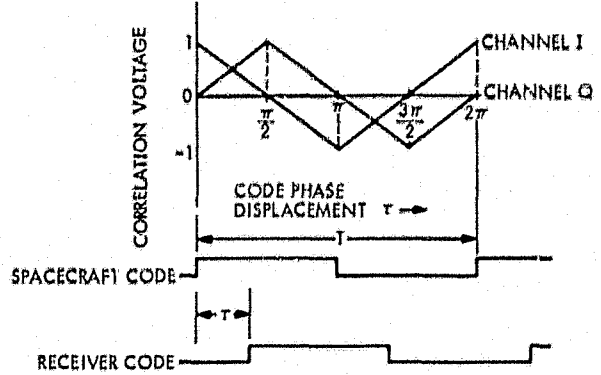 CORRELATION VOLTAGE
1
0
-1
CHANNEL I
CHANNEL Q
π/2
π
3π/2
2π
CODE PHASE
DISPLACEMENT τ
T
SPACECRAFT CODE
τ
RECEIVER CODE